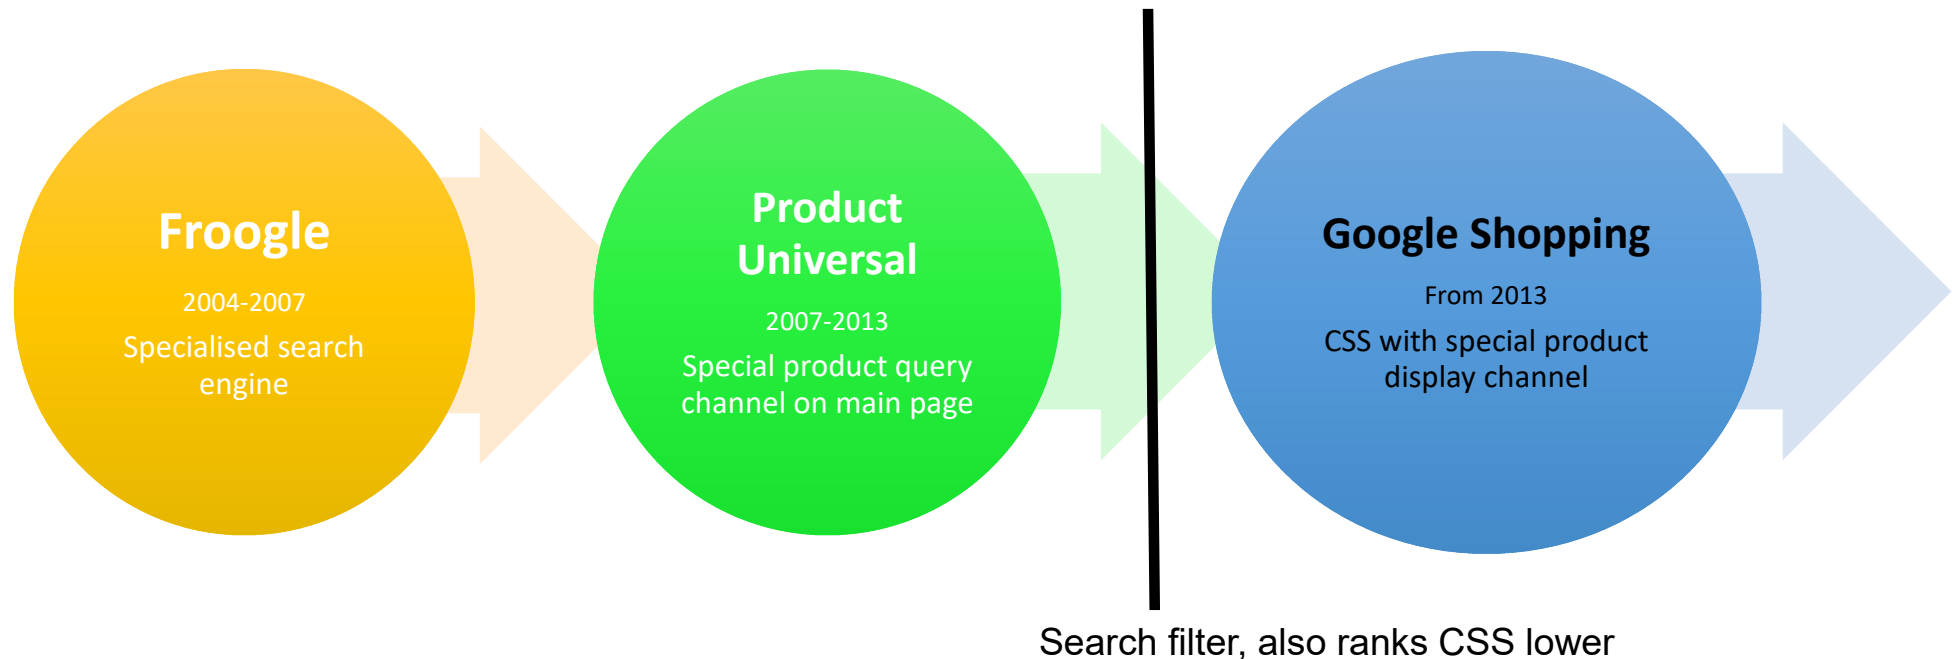 Froogle
2004-2007
Specialised search
engine
Product
Universal
2007-2013
Special product query
channel on main page
Google Shopping
From 2013
CSS with special product
display channel
Search filter, also ranks CSS lower